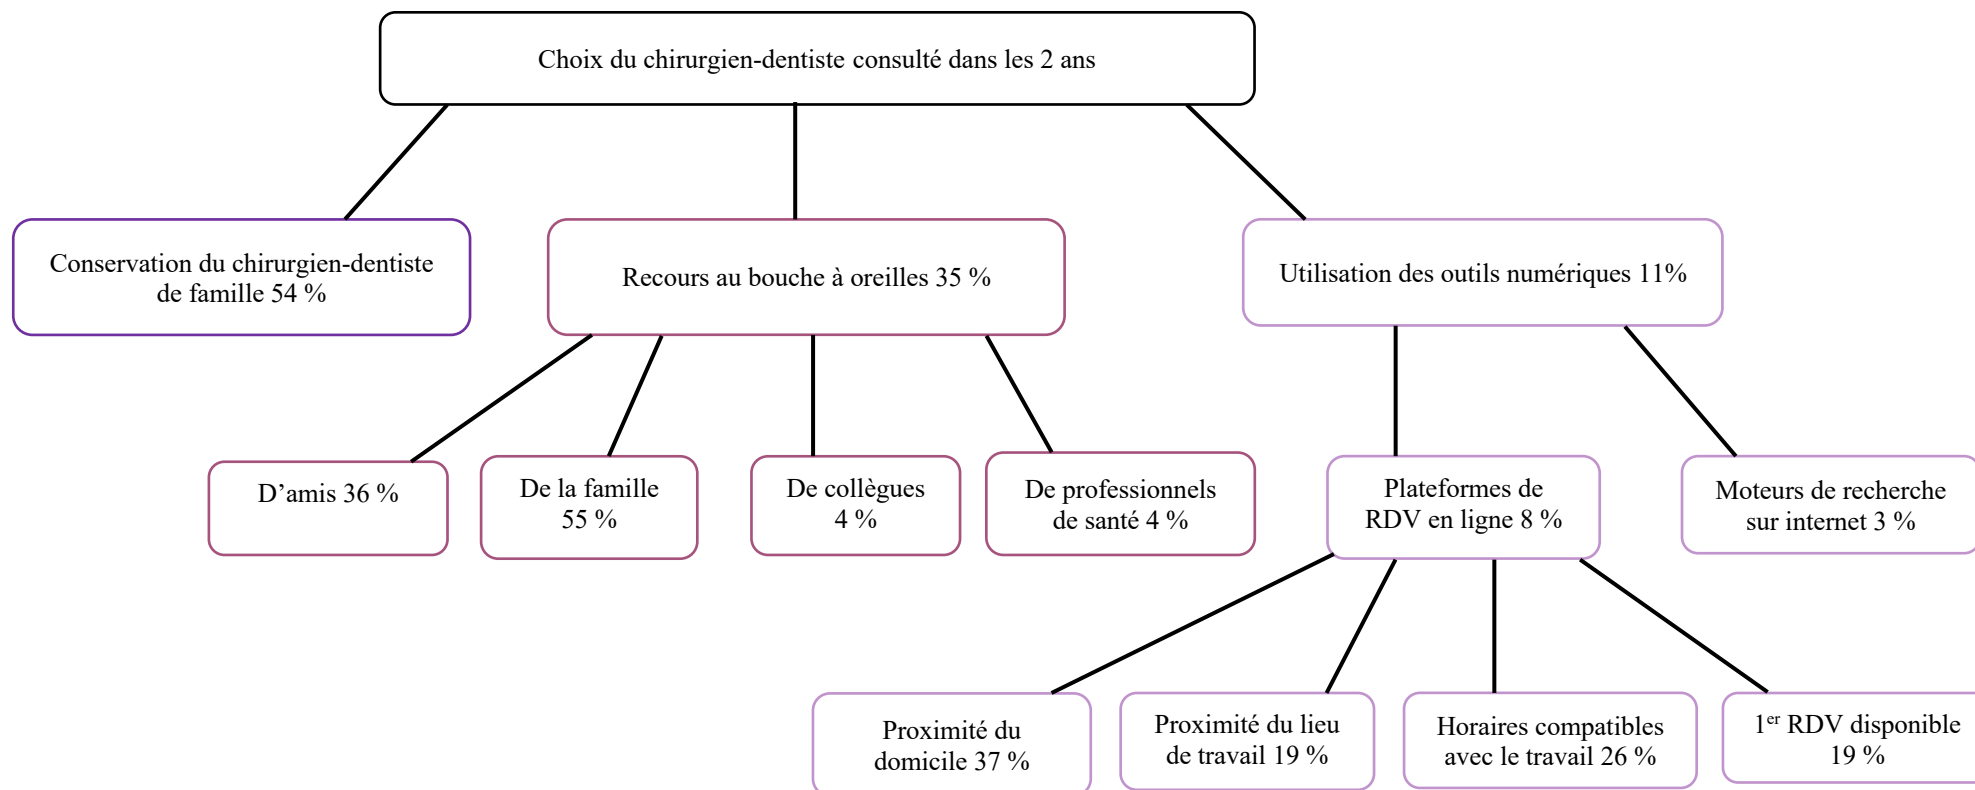 Choix du chirurgien-dentiste consulté dans les 2 ans
Conservation du chirurgien-dentiste
de famille 54 %
Recours au bouche à oreilles 35 %
Utilisation des outils numériques 11%
D’amis 36 %
De la famille
55 %
De collègues
4 %
De professionnels
de santé 4 %
Plateformes de
RDV en ligne 8 %
Moteurs de recherche
sur internet 3 %
Proximité du
domicile 37 %
Proximité du lieu
de travail 19 %
Horaires compatibles
avec le travail 26 %
1er RDV disponible
19 %